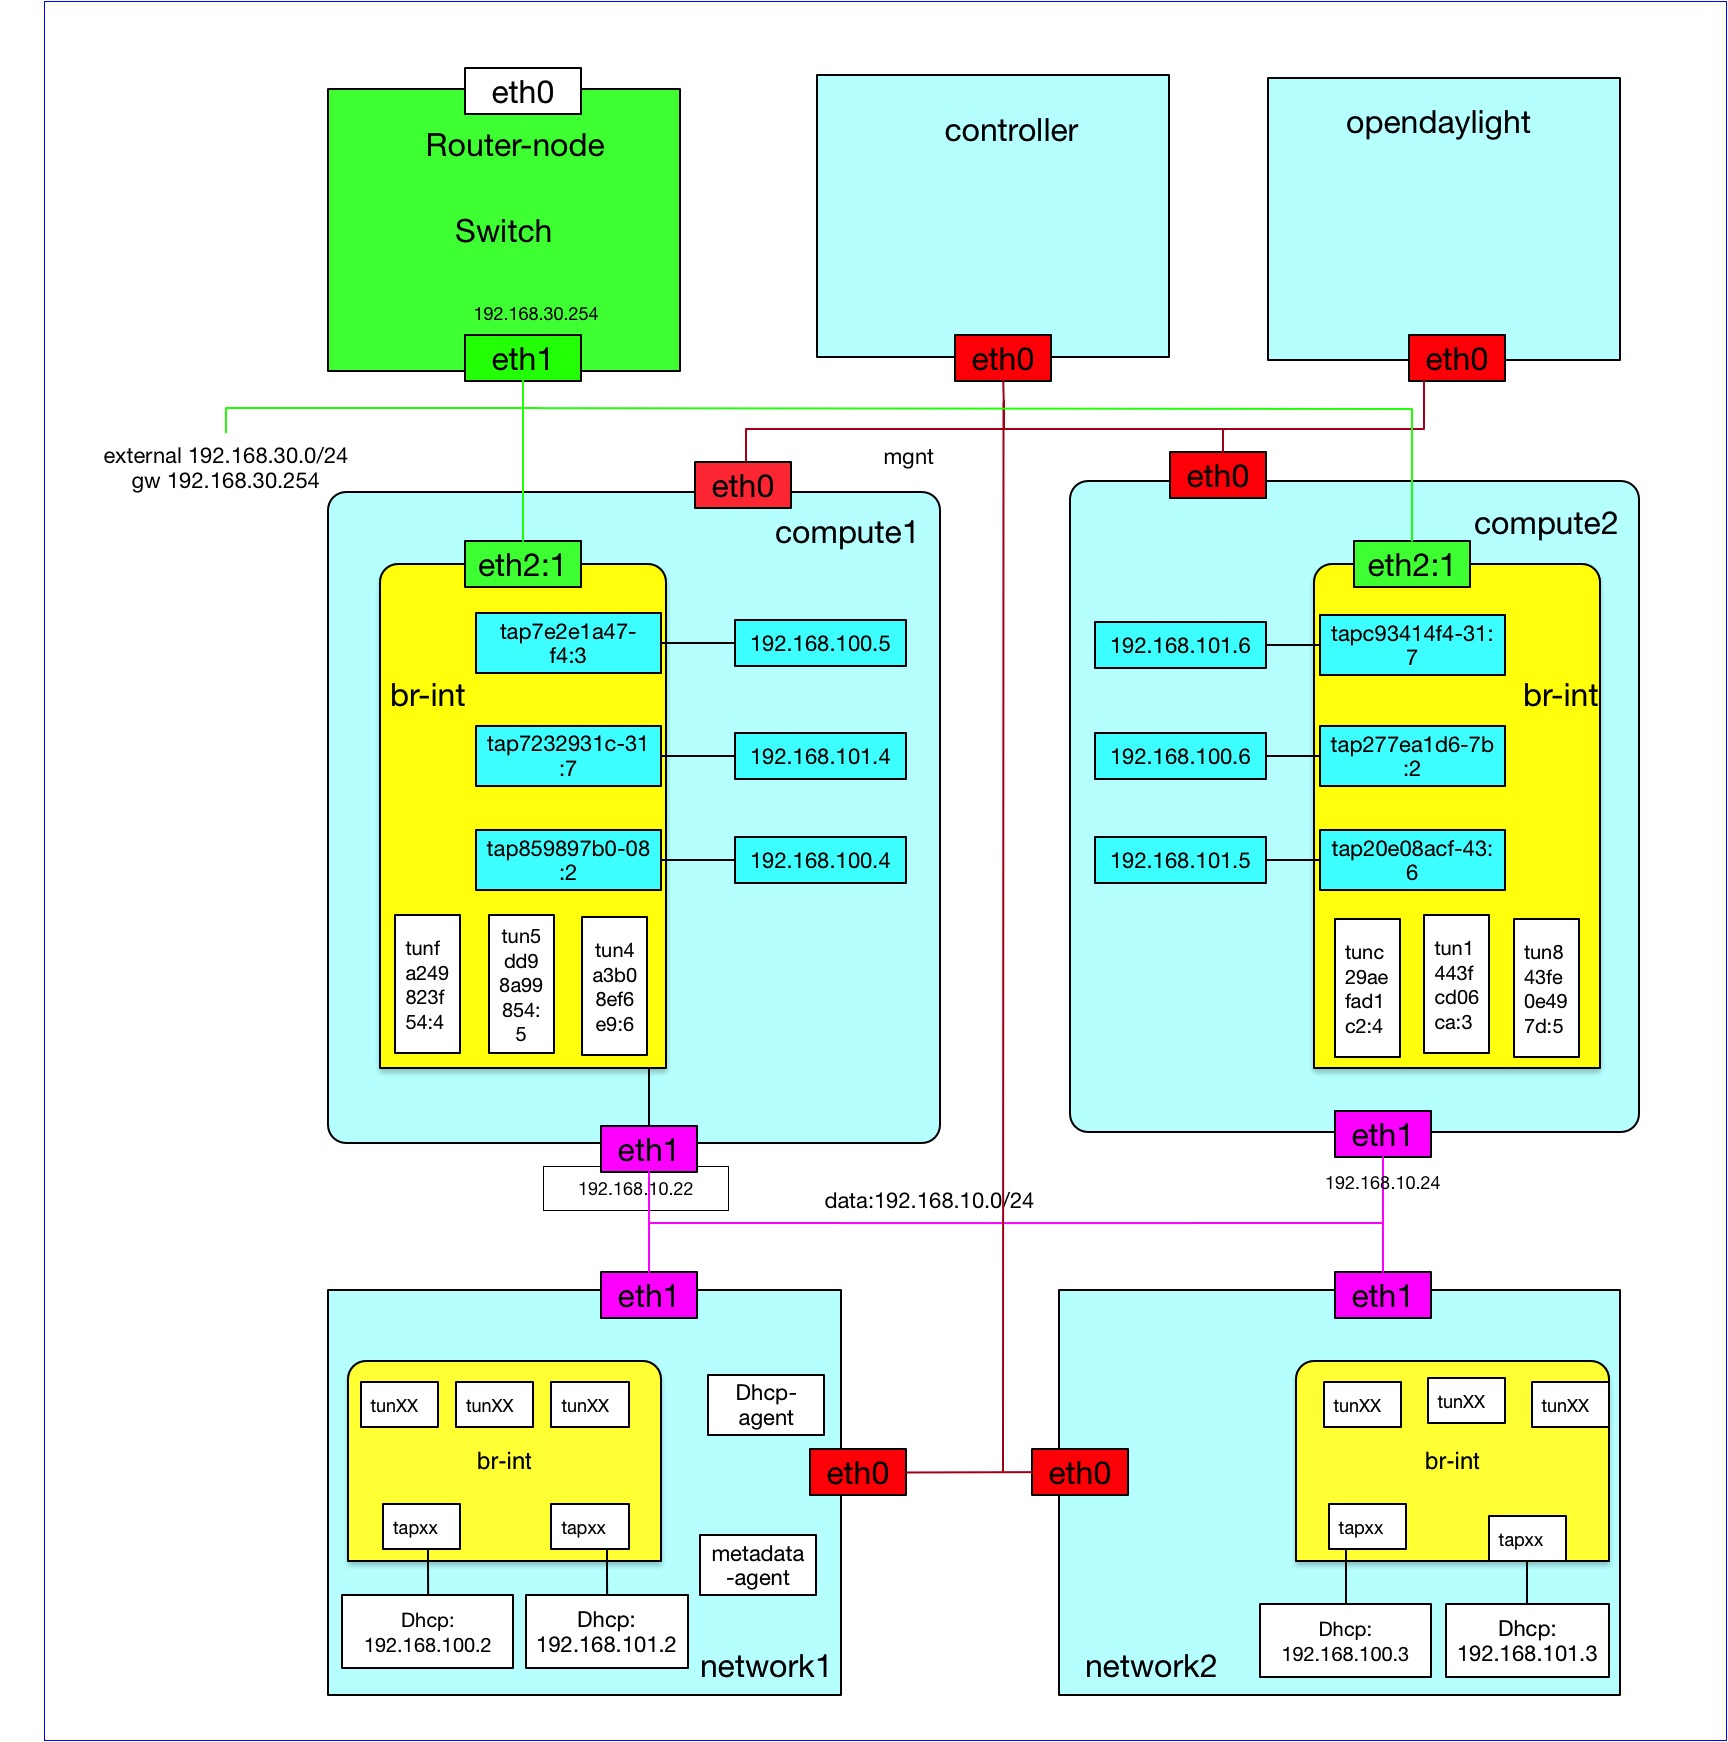 eth0
Router-node
Switch
192.168.30.254
eth1
controller
eth0
opendaylight
eth0
external 192.168.30.0/24
gw 192.168.30.254
mgnt
eth0
compute1
eth2:1
tap7e2e1a47-
f4:3
192.168.100.5
br-int
tap7232931c-31
:7
192.168.101.4
tap859897b0-08
:2
192.168.100.4
tunf
a249
823f
54:4
tun5
dd9
8a99
854:
5
tun4
a3b0
8ef6
e9:6
eth1
192.168.10.22
eth0
compute2
eth2:1
192.168.101.6
tapc93414f4-31:
7
br-int
192.168.100.6
tap277ea1d6-7b
:2
192.168.101.5
tap20e08acf-43:
6
tunc
29ae
fad1
c2:4
tun1
443f
cd06
ca:3
tun8
43fe
0e49
7d:5
eth1
192.168.10.24
data:192.168.10.0/24
eth1
tunXX
tunXX
tunXX
br-int
tapxx
tapxx
Dhcp-
agent
eth0
metadata
-agent
Dhcp:
192.168.100.2
Dhcp:
192.168.101.2
network1
eth1
eth0
tunXX
tunXX
tunXX
br-int
tapxx
tapxx
Dhcp:
192.168.100.3
Dhcp:
192.168.101.3
network2